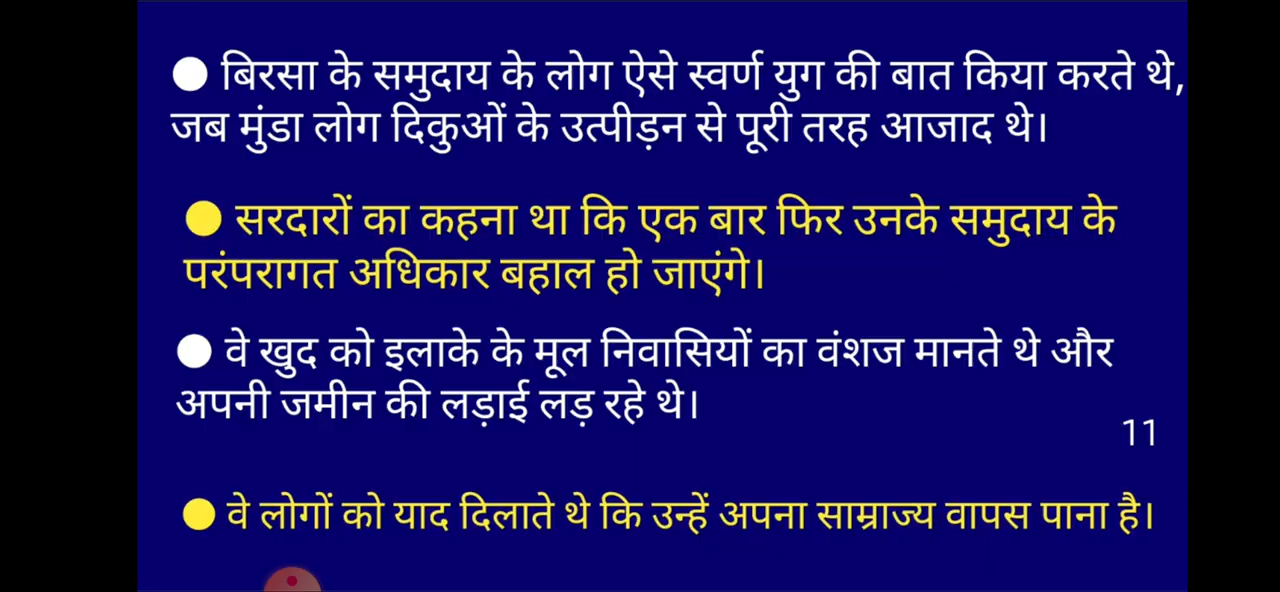 ● बिरसा के समुदाय के लोग ऐसे स्वर्ण युग की बात किया करते थे,
जब मुंडा लोग दिकुओं के उत्पीड़न से पूरी तरह आजाद थे।
● सरदारों का कहना था कि एक बार फिर उनके समुदाय के
परंपरागत अधिकार बहाल हो जाएंगे।
● वे खुद को इलाके के मूल निवासियों का वंशज मानते थे और
अपनी जमीन की लड़ाई लड़ रहे थे।
11
● वे लोगों को याद दिलाते थे कि उन्हें अपना साम्राज्य वापस पाना है।